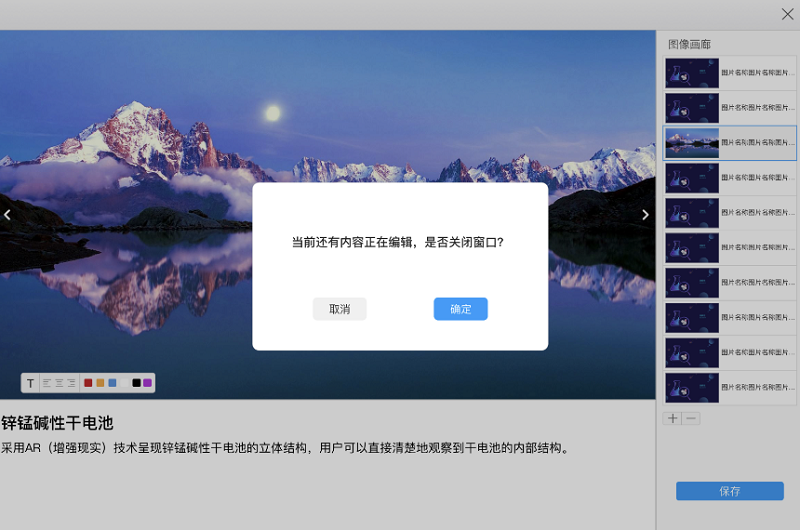 图像画廊
图片名称图片名称图片...
图片名称图片名称图片...
图片名称图片名称图片...
图片名称图片名称图片...
图片名称图片名称图片...
图片名称图片名称图片...
图片名称图片名称图片...
图片名称图片名称图片...
图片名称图片名称图片...
图片名称图片名称图片...
当前还有内容正在编辑，是否关闭窗口？
取消
确定
T
锌锰碱性干电池
采用AR（增强现实）技术呈现锌锰碱性干电池的立体结构，用户可以直接清楚地观察到干电池的内部结构。
保存